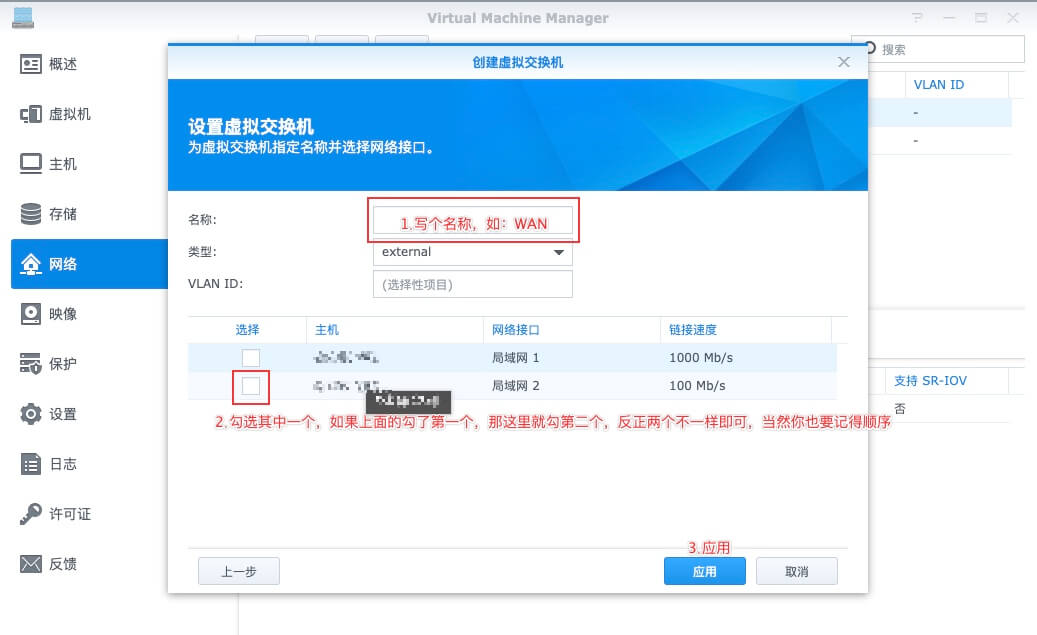 Virtual Machine Manager
概述
虚拟机
主机
存储
网络
映像
保护
设置
日志
许可证
反馈
搜索
VLAN ID
-
-
支持 SR-IOV
否
创建虚拟交换机
设置虚拟交换机
为虚拟交换机指定名称并选择网络接口。
名称:
1.写个名称，如：WAN
类型:
external
VLAN ID:
(选择性项目)
选择 主机 网络接口 链接速度
局域网 1 1000 Mb/s
局域网 2 100 Mb/s
2.勾选其中一个，如果上面的勾了第一个，那这里就勾第二个，反正两个不一样即可，当然你也要记得顺序
3.应用
上一步 应用 取消